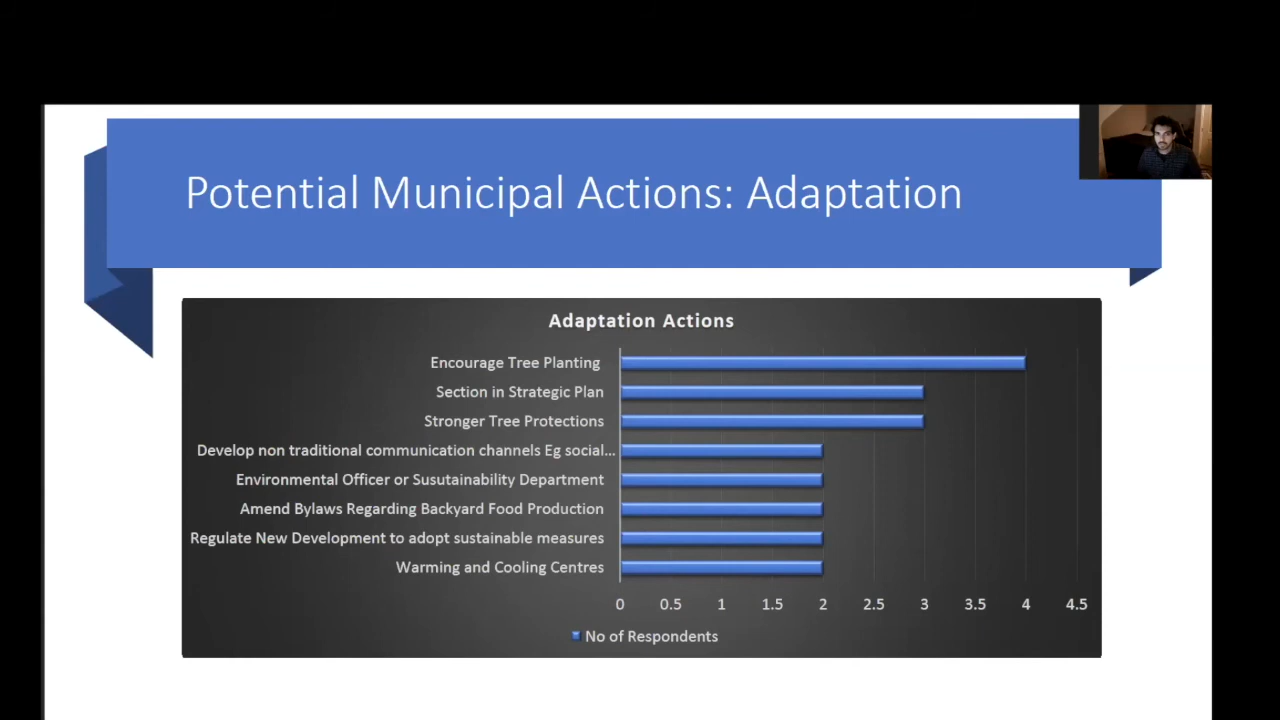 Potential Municipal Actions: Adaptation
Adaptation Actions
Encourage Tree Planting
Section in Strategic Plan
Stronger Tree Protections
Develop non traditional communication channels Eg social...
Environmental Officer or Susutainability Department
Amend Bylaws Regarding Backyard Food Production
Regulate New Development to adopt sustainable measures
Warming and Cooling Centres
0 0.5 1 1.5 2 2.5 3 3.5 4 4.5
No of Respondents